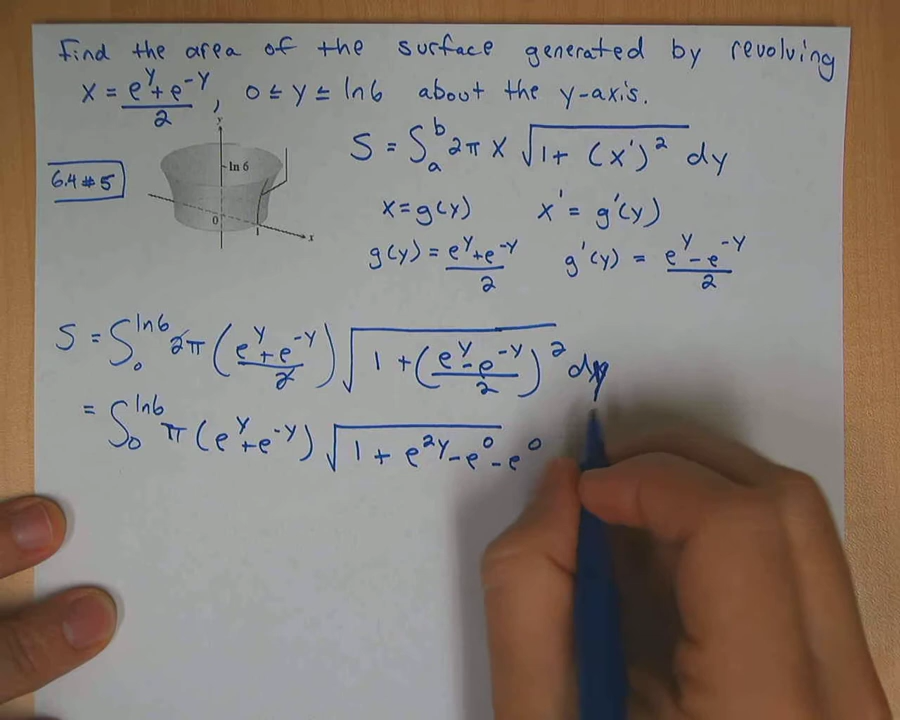 Find the area of the surface generated by revolving
x = (e^y + e^-y)/2, 0 ≤ y ≤ ln6 about the y-axis.
6.4 #5
y
ln 6
0
1
x
S = ∫_a^b 2π x √(1 + (x')^2) dy
x = g(y) x' = g'(y)
g(y) = (e^y + e^-y)/2 g'(y) = (e^y - e^-y)/2
S = ∫_0^ln6 2π ((e^y + e^-y)/2) √(1 + ((e^y - e^-y)/2)^2) dy
= ∫_0^ln6 π (e^y + e^-y) √(1 + e^2y - e^0 - e^0